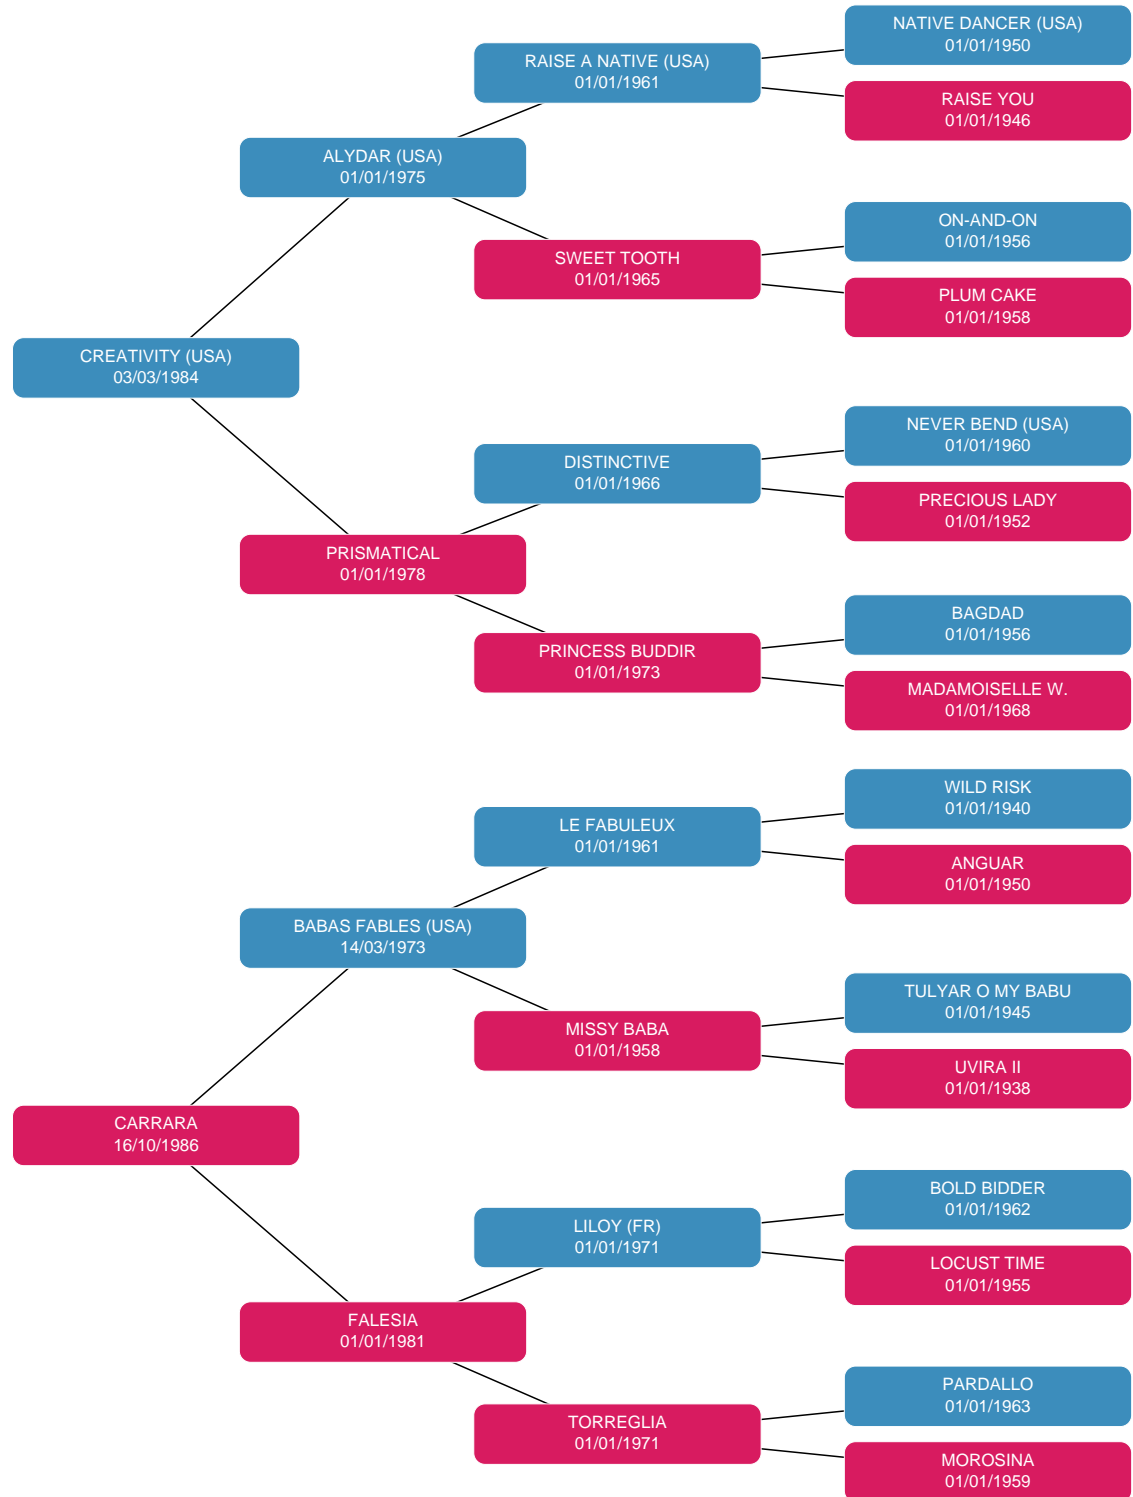 NATIVE DANCER (USA)
01/01/1950
RAISE A NATIVE (USA)
01/01/1961
RAISE YOU
01/01/1946
ALYDAR (USA)
01/01/1975
ON-AND-ON
01/01/1956
SWEET TOOTH
01/01/1965
PLUM CAKE
01/01/1958
CREATIVITY (USA)
03/03/1984
NEVER BEND (USA)
01/01/1960
DISTINCTIVE
01/01/1966
PRECIOUS LADY
01/01/1952
PRISMATICAL
01/01/1978
BAGDAD
01/01/1956
PRINCESS BUDDIR
01/01/1973
MADAMOISELLE W.
01/01/1968
WILD RISK
01/01/1940
LE FABULEUX
01/01/1961
ANGUAR
01/01/1950
BABAS FABLES (USA)
14/03/1973
TULYAR O MY BABU
01/01/1945
MISSY BABA
01/01/1958
UVIRA II
01/01/1938
CARRARA
16/10/1986
BOLD BIDDER
01/01/1962
LILOY (FR)
01/01/1971
LOCUST TIME
01/01/1955
FALESIA
01/01/1981
PARDALLO
01/01/1963
TORREGLIA
01/01/1971
MOROSINA
01/01/1959